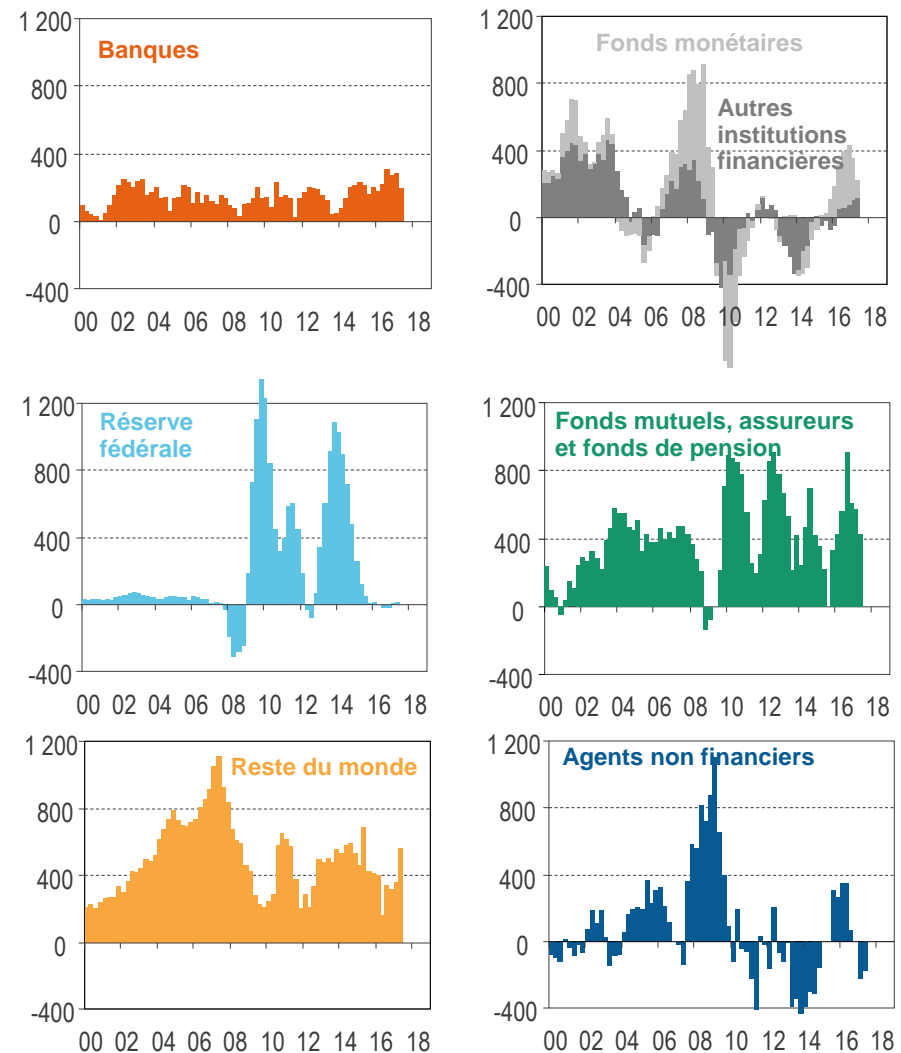 1 200
Banques
800
400
0
-400
00 02 04 06 08 10 12 14 16 18
1 200
Fonds monétaires
800
Autres
institutions
financières
400
0
-400
00 02 04 06 08 10 12 14 16 18
1 200
Réserve
fédérale
800
400
0
-400
00 02 04 06 08 10 12 14 16 18
1 200
Fonds mutuels, assureurs
et fonds de pension
800
400
0
-400
00 02 04 06 08 10 12 14 16 18
1 200
Reste du monde
800
400
0
-400
00 02 04 06 08 10 12 14 16 18
1 200
Agents non financiers
800
400
0
-400
00 02 04 06 08 10 12 14 16 18